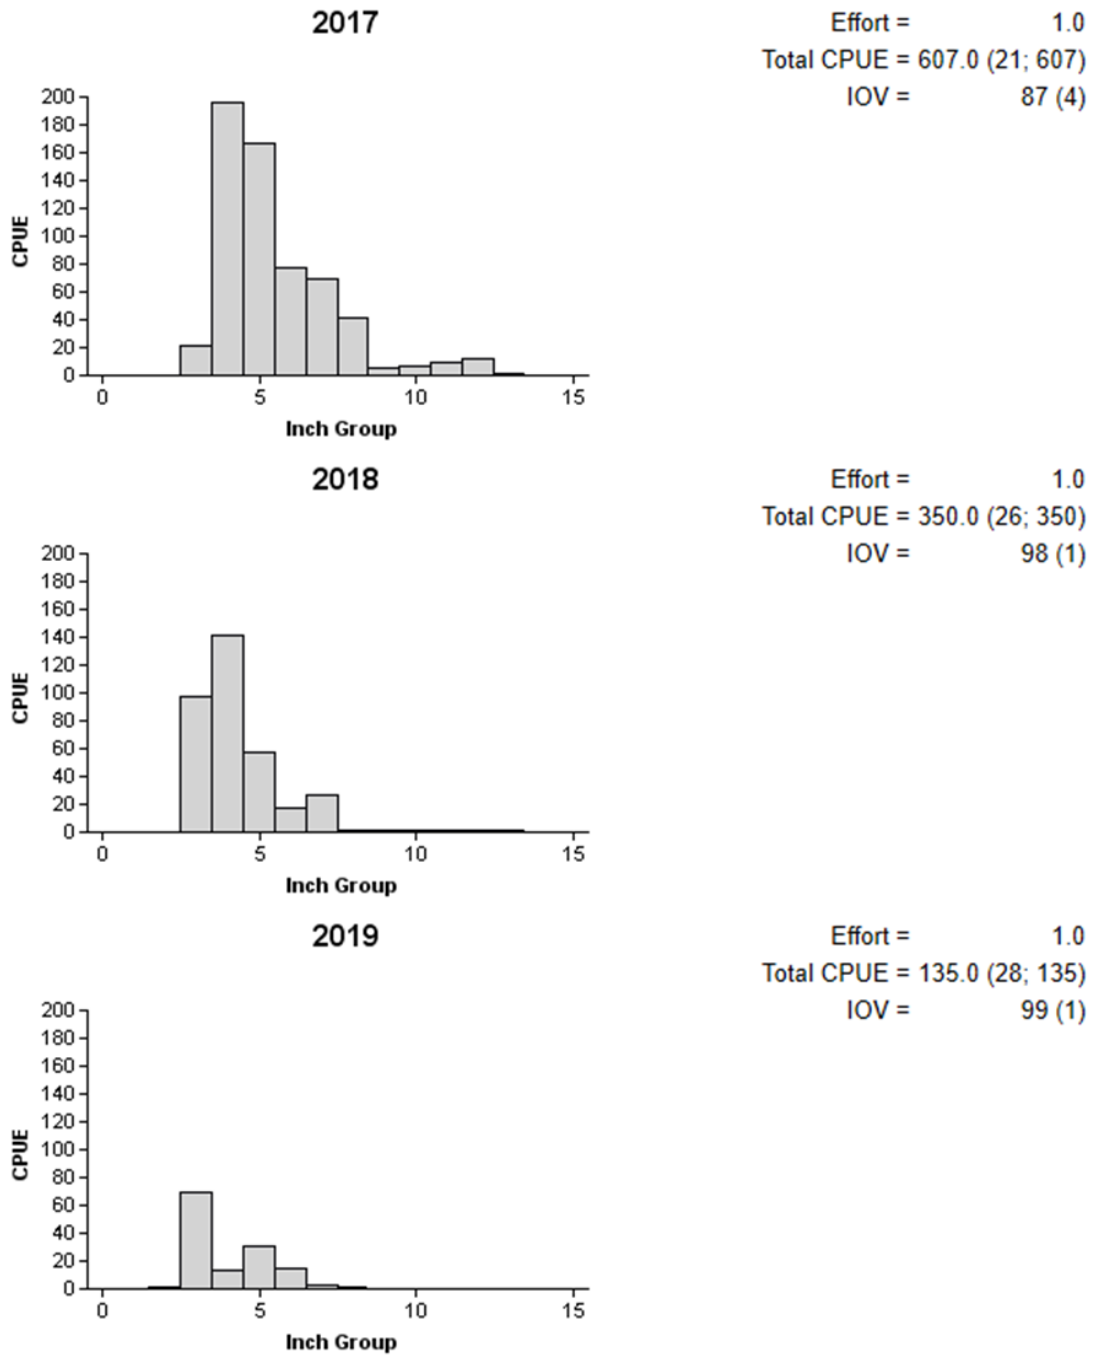 2017
Effort = 1.0
Total CPUE = 607.0 (21; 607)
IOV = 87 (4)
200
180
160
140
120
100
80
60
40
20
0
CPUE
0 5 10 15
Inch Group
2018
Effort = 1.0
Total CPUE = 350.0 (26; 350)
IOV = 98 (1)
200
180
160
140
120
100
80
60
40
20
0
CPUE
0 5 10 15
Inch Group
2019
Effort = 1.0
Total CPUE = 135.0 (28; 135)
IOV = 99 (1)
200
180
160
140
120
100
80
60
40
20
0
CPUE
0 5 10 15
Inch Group